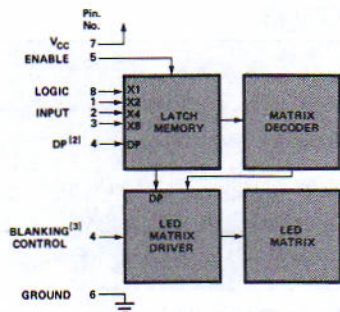 Pin.
No.
VCC 7
ENABLE 5
LOGIC 8 X1
1 X2
INPUT 2 X4
3 X8
DP[2] 4 DP
LATCH
MEMORY
MATRIX
DECODER
DP
LED
MATRIX
DRIVER
LED
MATRIX
BLANKING[3]
CONTROL 4
GROUND 6